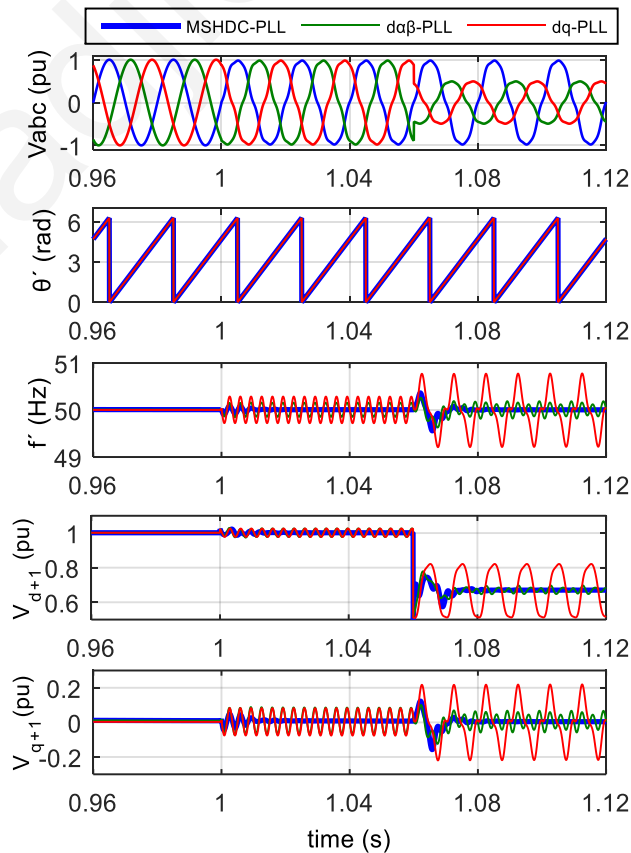 MSHDC-PLL dαβ-PLL dq-PLL
Vabc (pu)
1
0
-1
0.96 1 1.04 1.08 1.12
θ´ (rad)
6
3
0
0.96 1 1.04 1.08 1.12
f´ (Hz)
51
50
49
0.96 1 1.04 1.08 1.12
V_d+1 (pu)
1
0.8
0.6
0.96 1 1.04 1.08 1.12
V_q+1 (pu)
0.2
0
-0.2
0.96 1 1.04 1.08 1.12
time (s)